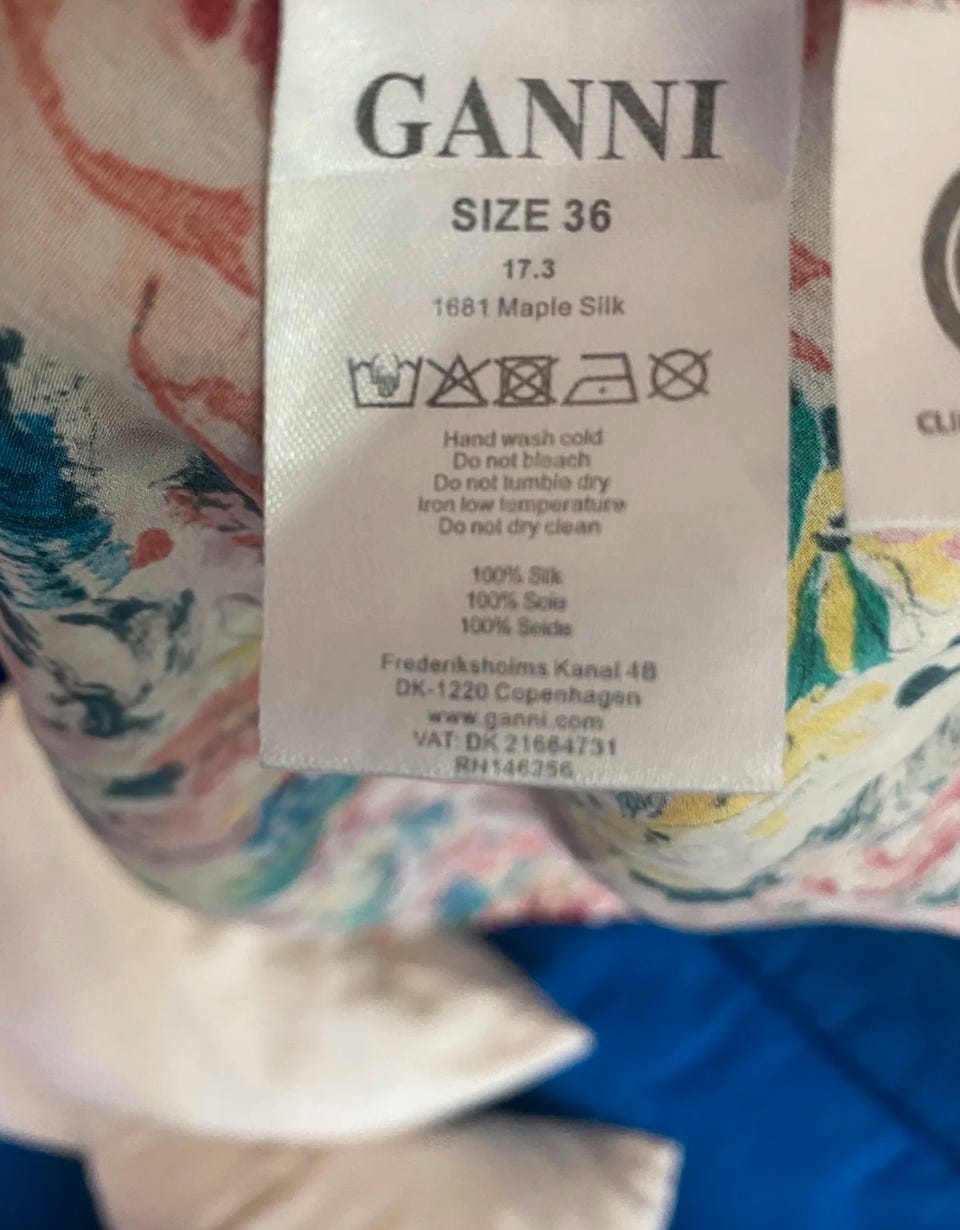 GANNI
SIZE 36
17.3
1681 Maple Silk
Hand wash cold
Do not bleach
Do not tumble dry
Iron low temperature
Do not dry clean
100% Silk
100% Soie
100% Seide
Frederiksholms Kanal 4B
DK-1220 Copenhagen
www.ganni.com
VAT: DK 21664731
RN146256